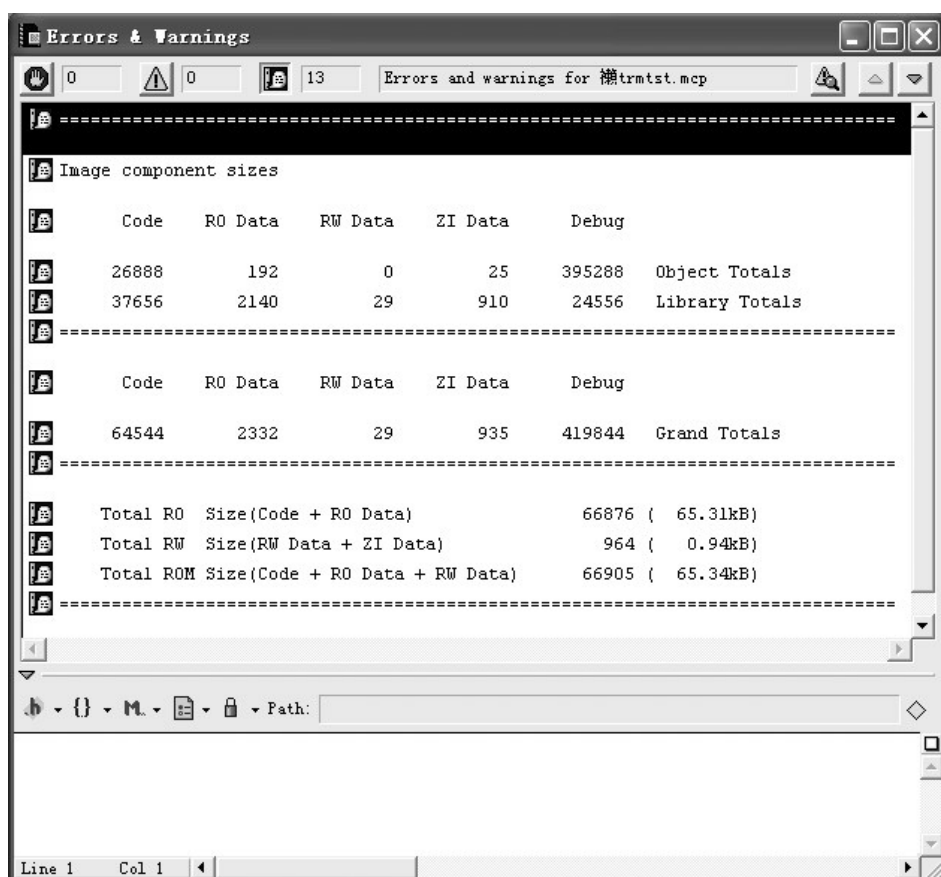 Errors & Warnings
0 0 13 Errors and warnings for 襰trmtst.mcp
================================================================================
Image component sizes
Code RO Data RW Data ZI Data Debug
26888 192 0 25 395288 Object Totals
37656 2140 29 910 24556 Library Totals
================================================================================
Code RO Data RW Data ZI Data Debug
64544 2332 29 935 419844 Grand Totals
================================================================================
Total RO Size(Code + RO Data) 66876 ( 65.31kB)
Total RW Size(RW Data + ZI Data) 964 ( 0.94kB)
Total ROM Size(Code + RO Data + RW Data) 66905 ( 65.34kB)
================================================================================
h {} M. Path:
Line 1 Col 1